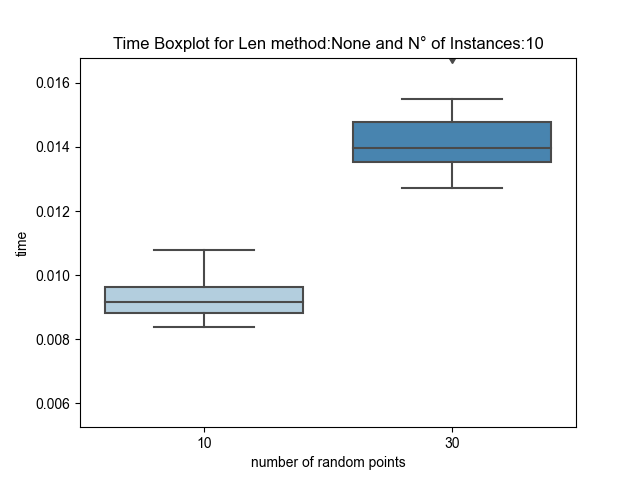 Time Boxplot for Len method:None and N° of Instances:10
0.016
0.014
0.012
0.010
0.008
0.006
time
10
30
number of random points